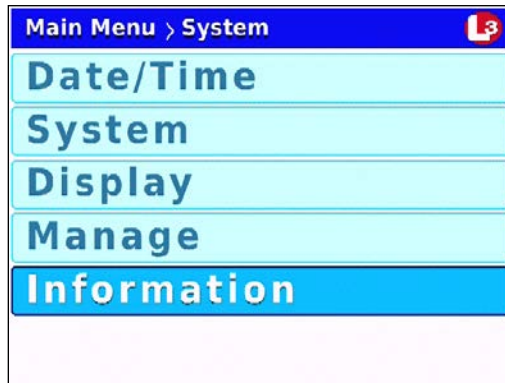 Main Menu > System
L3
Date/Time
System
Display
Manage
Information